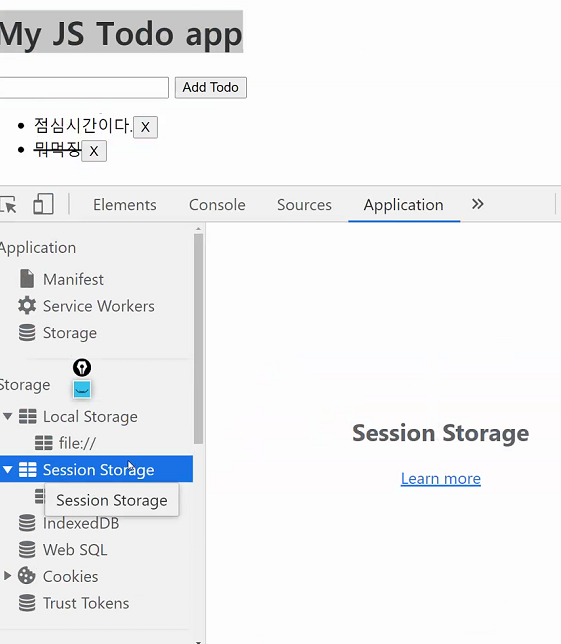 My JS Todo app
Add Todo
점심시간이다. X
뭐먹징 X
Elements Console Sources Application
Application
Manifest
Service Workers
Storage
Storage
Local Storage
file://
Session Storage
Session Storage
IndexedDB
Web SQL
Cookies
Trust Tokens
Session Storage
Learn more